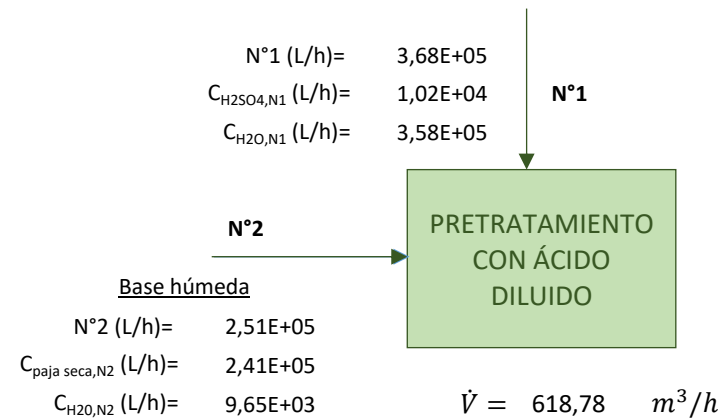 N°1 (L/h)= 3,68E+05
C_H2SO4,N1 (L/h)= 1,02E+04 N°1
C_H2O,N1 (L/h)= 3,58E+05
N°2
PRETRATAMIENTO
CON ÁCIDO
DILUIDO
Base húmeda
N°2 (L/h)= 2,51E+05
C_paja seca,N2 (L/h)= 2,41E+05
C_H20,N2 (L/h)= 9,65E+03
V̇ = 618,78 m³/h